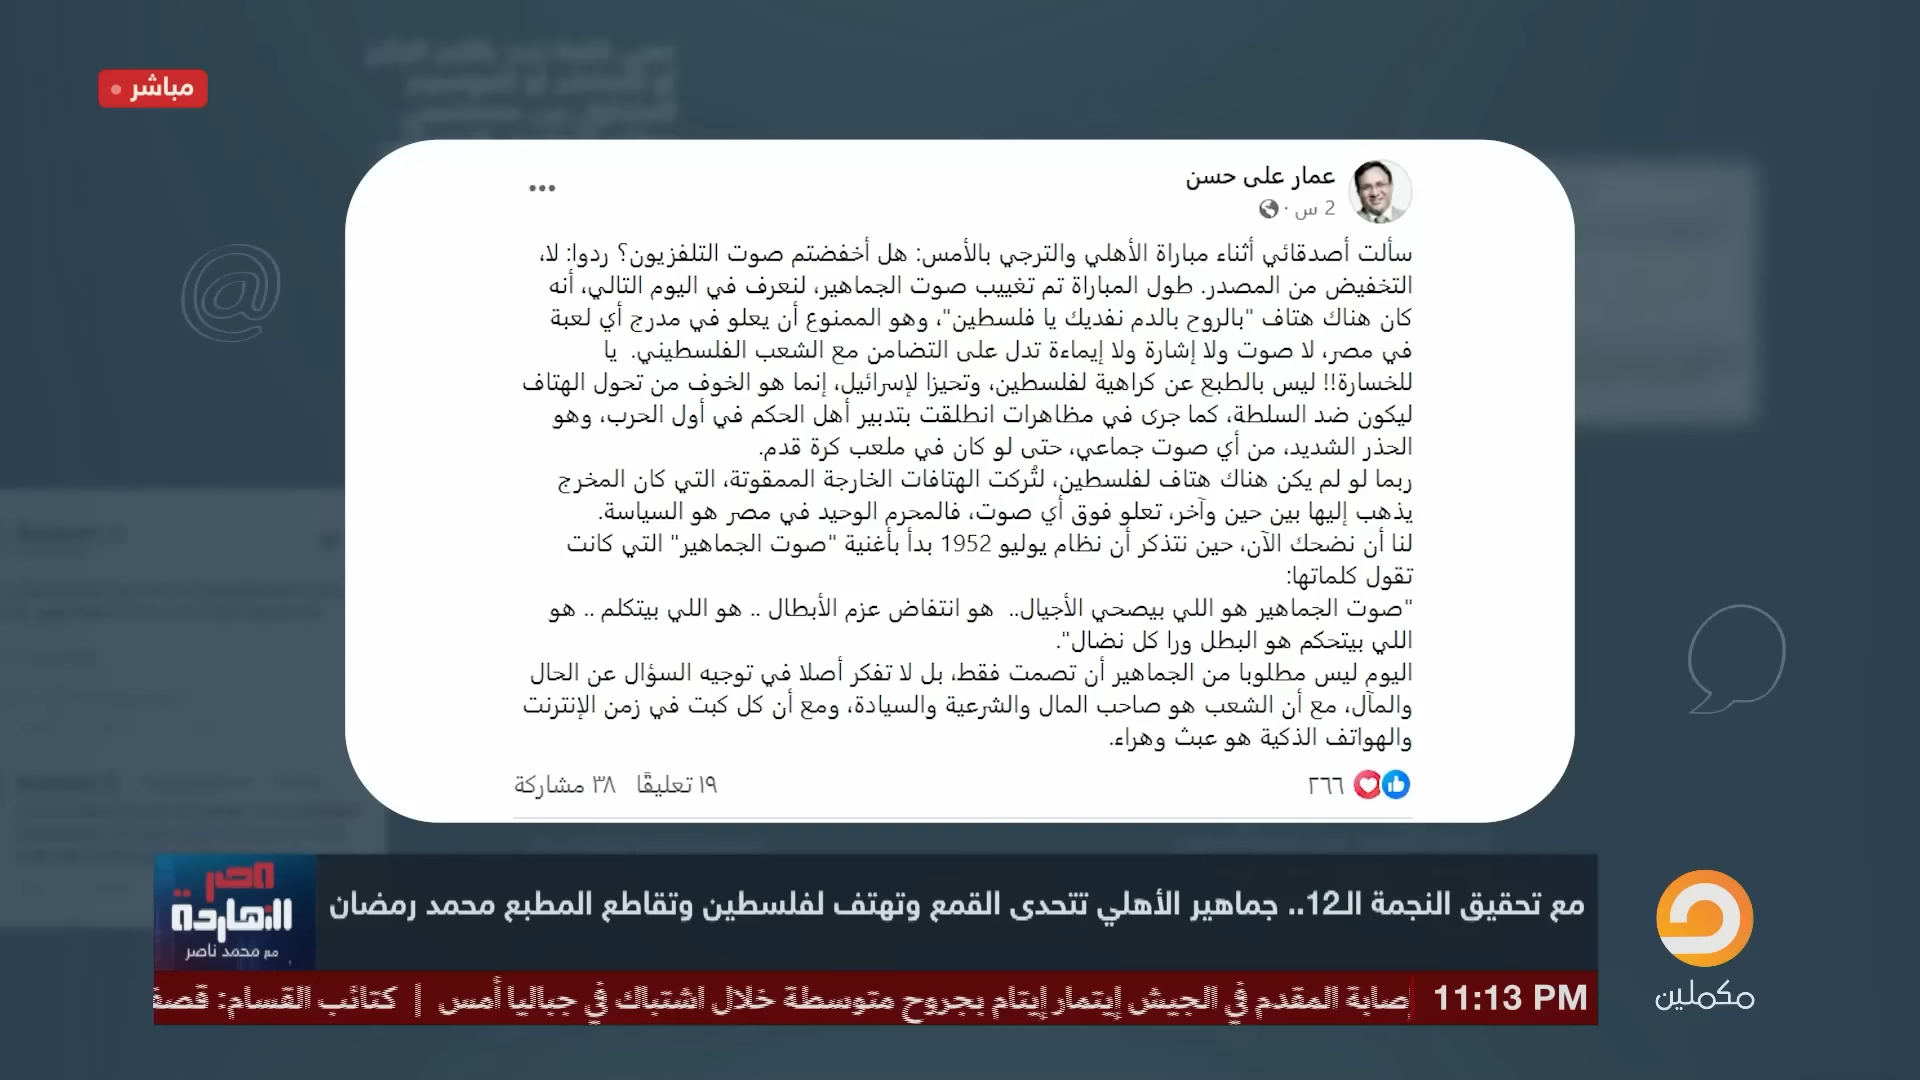 مباشر
عمار على حسن
2 س
سألت أصدقائي أثناء مباراة الأهلي والترجي بالأمس: هل أخفضتم صوت التلفزيون؟ ردوا: لا،
التخفيض من المصدر. طول المباراة تم تغييب صوت الجماهير، لنعرف في اليوم التالي، أنه
كان هناك هتاف "بالروح بالدم نفديك يا فلسطين"، وهو الممنوع أن يعلو في مدرج أي لعبة
في مصر، لا صوت ولا إشارة ولا إيماءة تدل على التضامن مع الشعب الفلسطيني. يا
للخسارة!! ليس بالطبع عن كراهية لفلسطين، وتحيزا لإسرائيل، إنما هو الخوف من تحول الهتاف
ليكون ضد السلطة، كما جرى في مظاهرات انطلقت بتدبير أهل الحكم في أول الحرب، وهو
الحذر الشديد، من أي صوت جماعي، حتى لو كان في ملعب كرة قدم.
ربما لو لم يكن هناك هتاف لفلسطين، لتُركت الهتافات الخارجة الممقوتة، التي كان المخرج
يذهب إليها بين حين وآخر، تعلو فوق أي صوت، فالمحرم الوحيد في مصر هو السياسة.
لنا أن نضحك الآن، حين نتذكر أن نظام يوليو 1952 بدأ بأغنية "صوت الجماهير" التي كانت
تقول كلماتها:
"صوت الجماهير هو اللي بيصحي الأجيال.. هو انتفاض عزم الأبطال .. هو اللي بيتكلم .. هو
اللي بيتحكم هو البطل ورا كل نضال".
اليوم ليس مطلوبا من الجماهير أن تصمت فقط، بل لا تفكر أصلا في توجيه السؤال عن الحال
والمآل، مع أن الشعب هو صاحب المال والشرعية والسيادة، ومع أن كل كبت في زمن الإنترنت
والهواتف الذكية هو عبث وهراء.
٢٦٦
١٩ تعليقًا ٣٨ مشاركة
مصر النهاردة
مع محمد ناصر
مع تحقيق النجمة الـ12.. جماهير الأهلي تتحدى القمع وتهتف لفلسطين وتقاطع المطبع محمد رمضان
11:13 PM
صابة المقدم في الجيش إيتمار إيتام بجروح متوسطة خلال اشتباك في جباليا أمس | كتائب القسام: قصف
مكملين